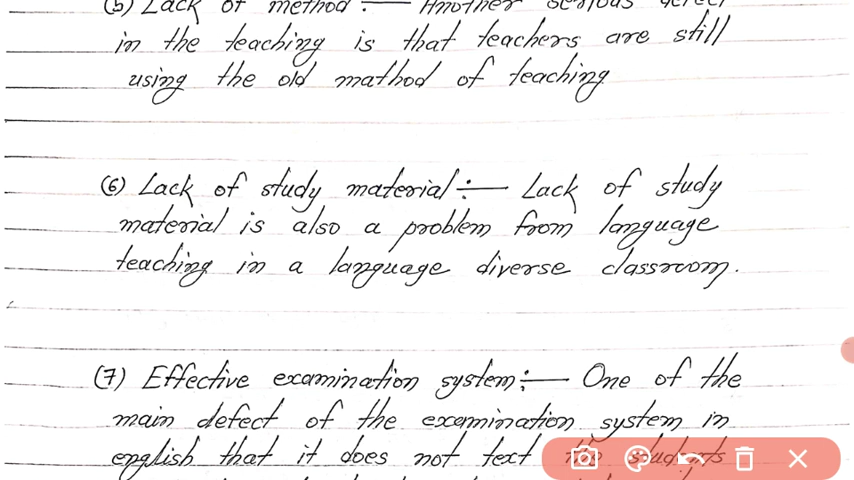 (5) Lack of method :— Another serious defect
in the teaching is that teachers are still
using the old mathod of teaching
(6) Lack of study material :— Lack of study
material is also a problem from language
teaching in a language diverse classroom.
(7) Effective examination system :— One of the
main defect of the examination system in
english that it does not text the students